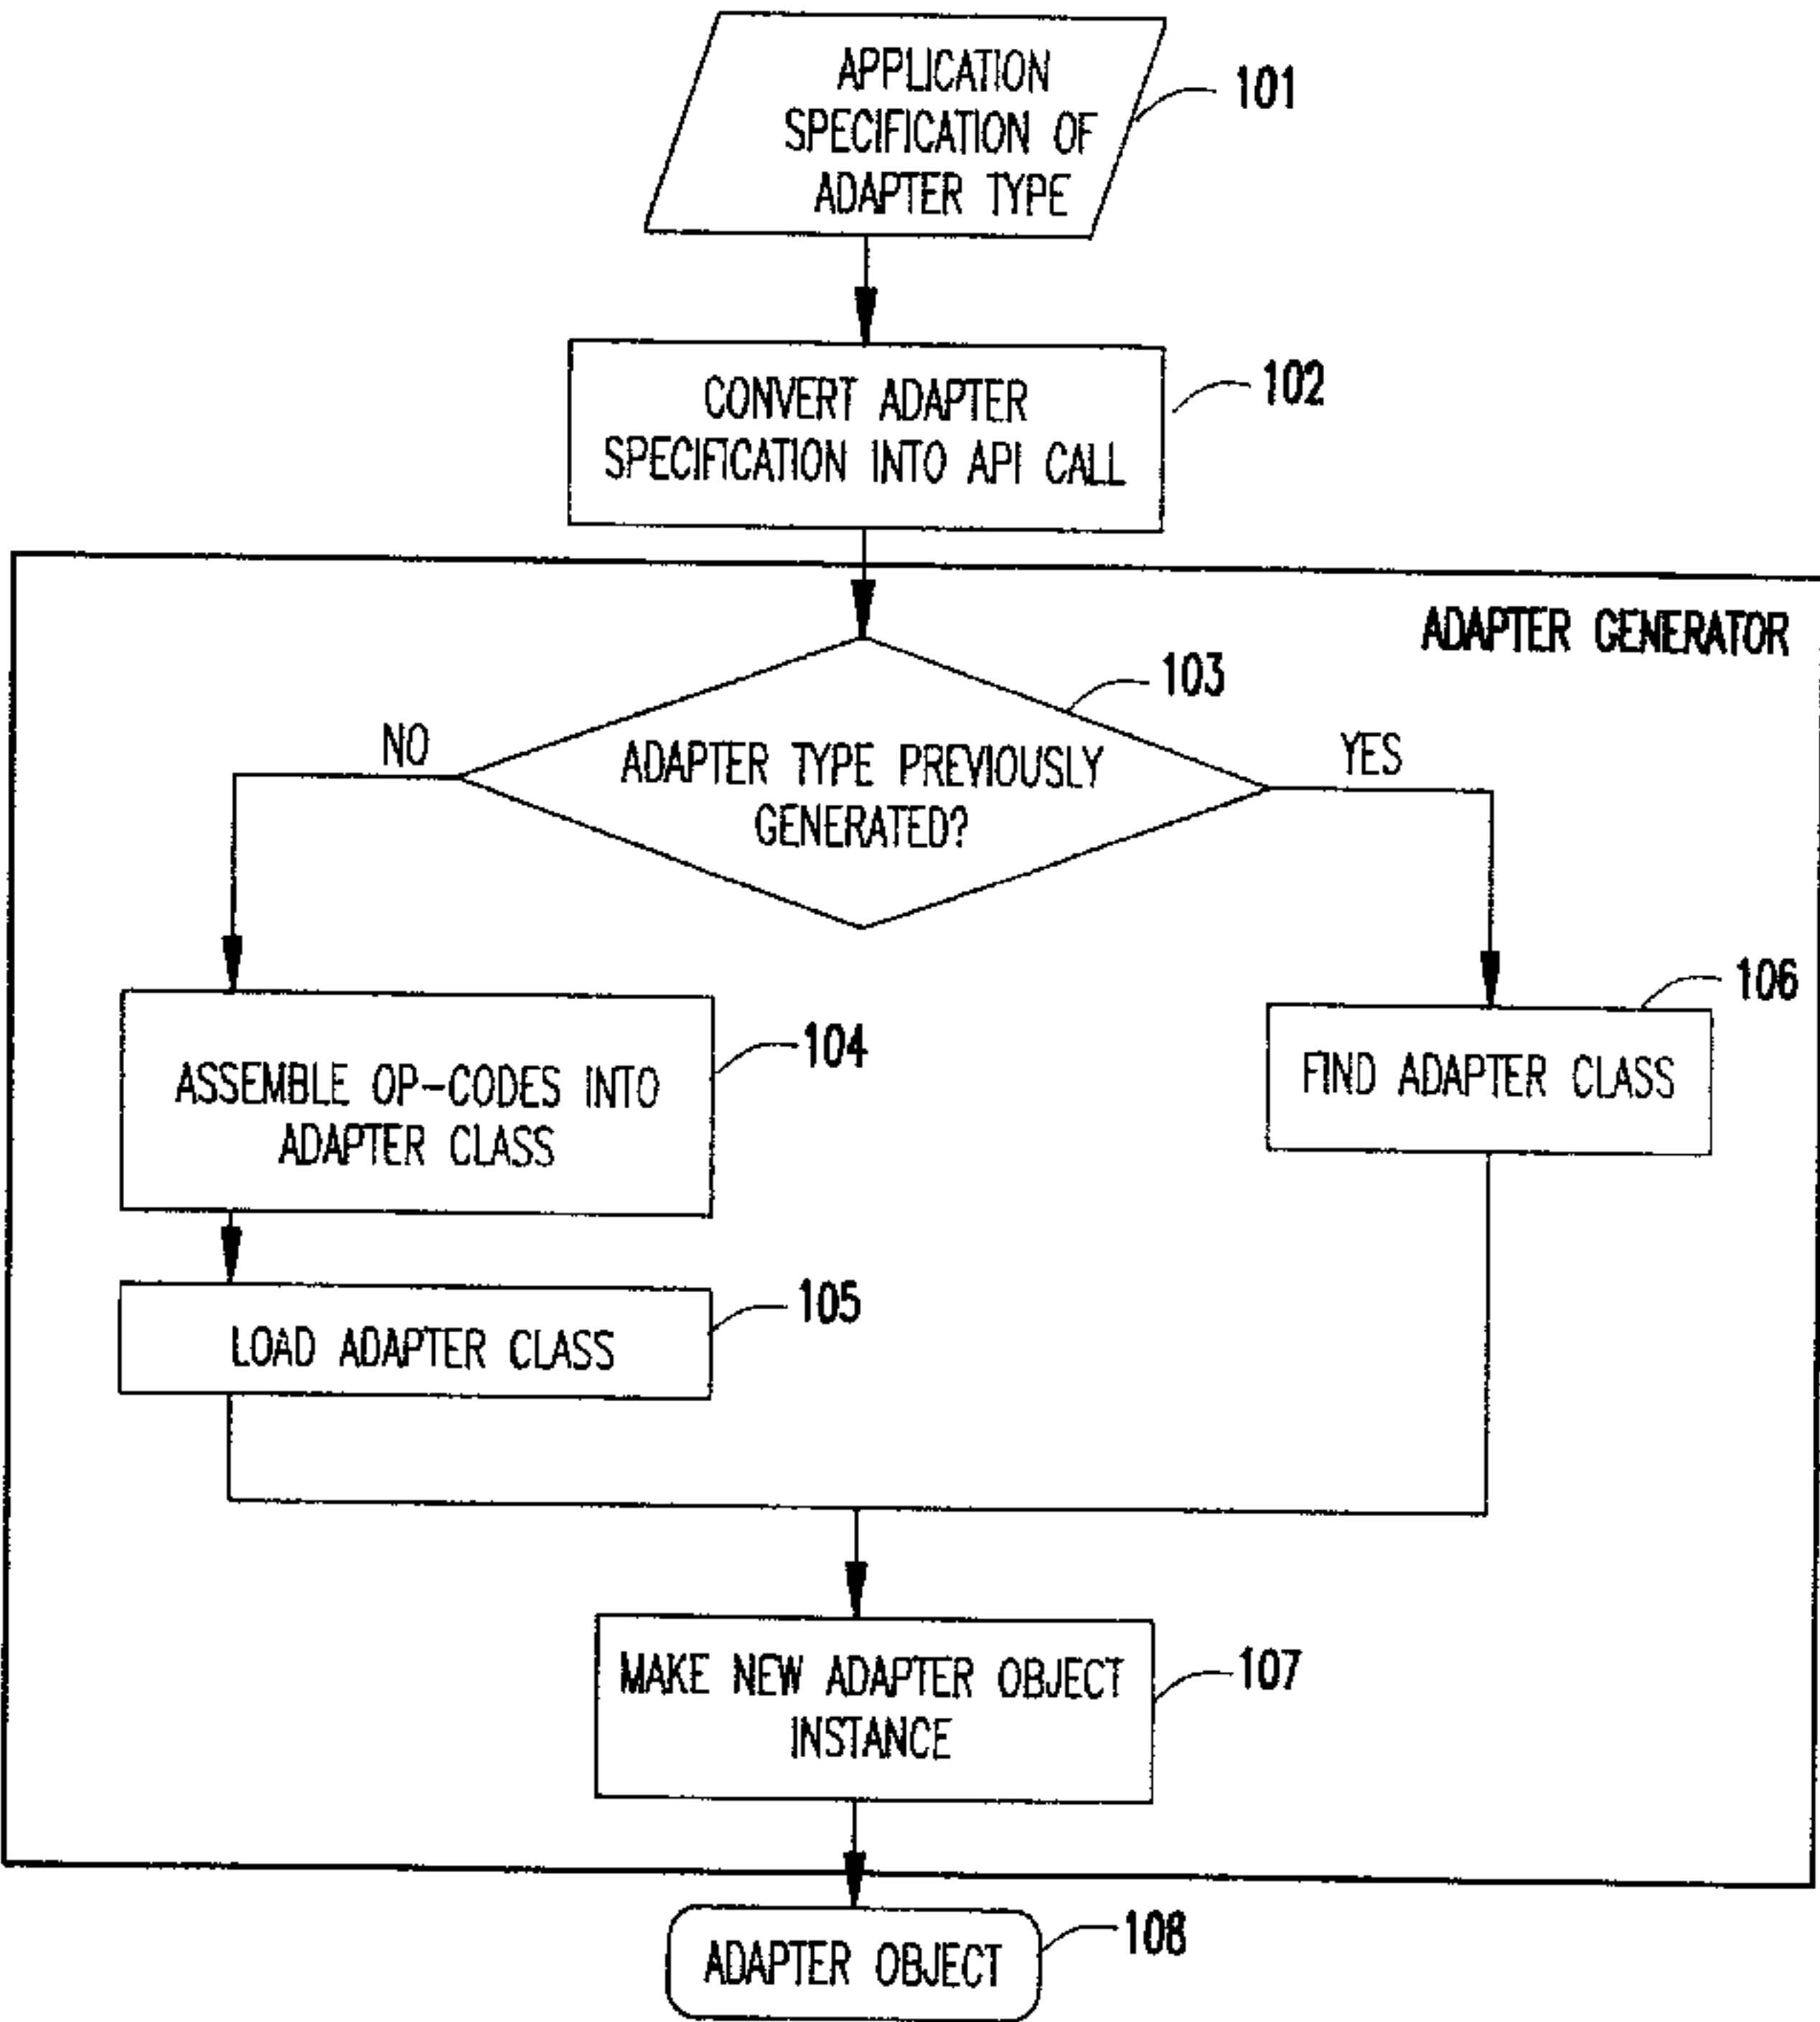 APPLICATION
SPECIFICATION OF
ADAPTER TYPE
101
CONVERT ADAPTER
SPECIFICATION INTO API CALL
102
ADAPTER GENERATOR
103
NO
ADAPTER TYPE PREVIOUSLY
GENERATED?
YES
104
ASSEMBLE OP-CODES INTO
ADAPTER CLASS
106
FIND ADAPTER CLASS
105
LOAD ADAPTER CLASS
107
MAKE NEW ADAPTER OBJECT
INSTANCE
108
ADAPTER OBJECT